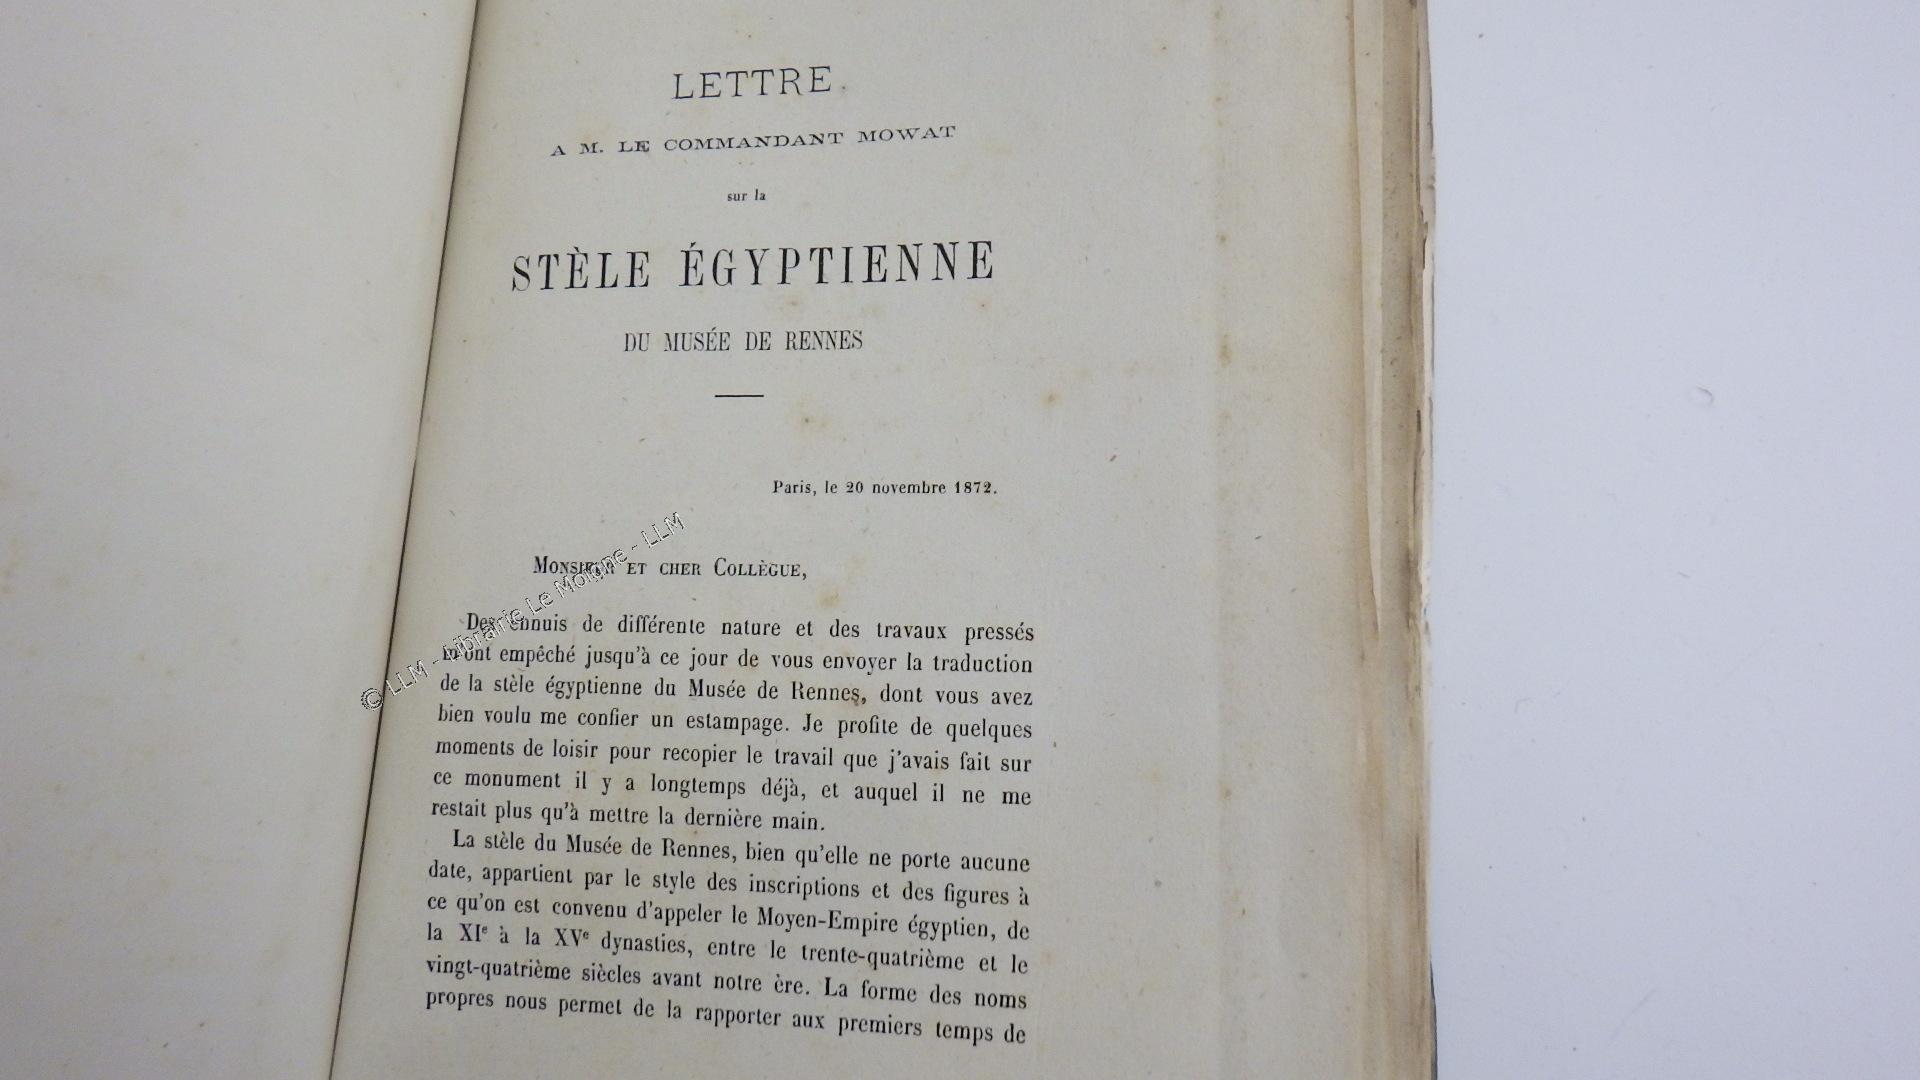 LETTRE
A M. LE COMMANDANT MOWAT
sur la
STÈLE ÉGYPTIENNE
DU MUSÉE DE RENNES
Paris, le 20 novembre 1872.
MONSIEUR ET CHER COLLÈGUE,
Des ennuis de différente nature et des travaux pressés
m'ont empêché jusqu'à ce jour de vous envoyer la traduction
de la stèle égyptienne du Musée de Rennes, dont vous avez
bien voulu me confier un estampage. Je profite de quelques
moments de loisir pour recopier le travail que j'avais fait sur
ce monument il y a longtemps déjà, et auquel il ne me
restait plus qu'à mettre la dernière main.
La stèle du Musée de Rennes, bien qu'elle ne porte aucune
date, appartient par le style des inscriptions et des figures à
ce qu'on est convenu d'appeler le Moyen-Empire égyptien, de
la XIe à la XVe dynasties, entre le trente-quatrième et le
vingt-quatrième siècles avant notre ère. La forme des noms
propres nous permet de la rapporter aux premiers temps de
© LLM - Librairie Le Moigne - LLM